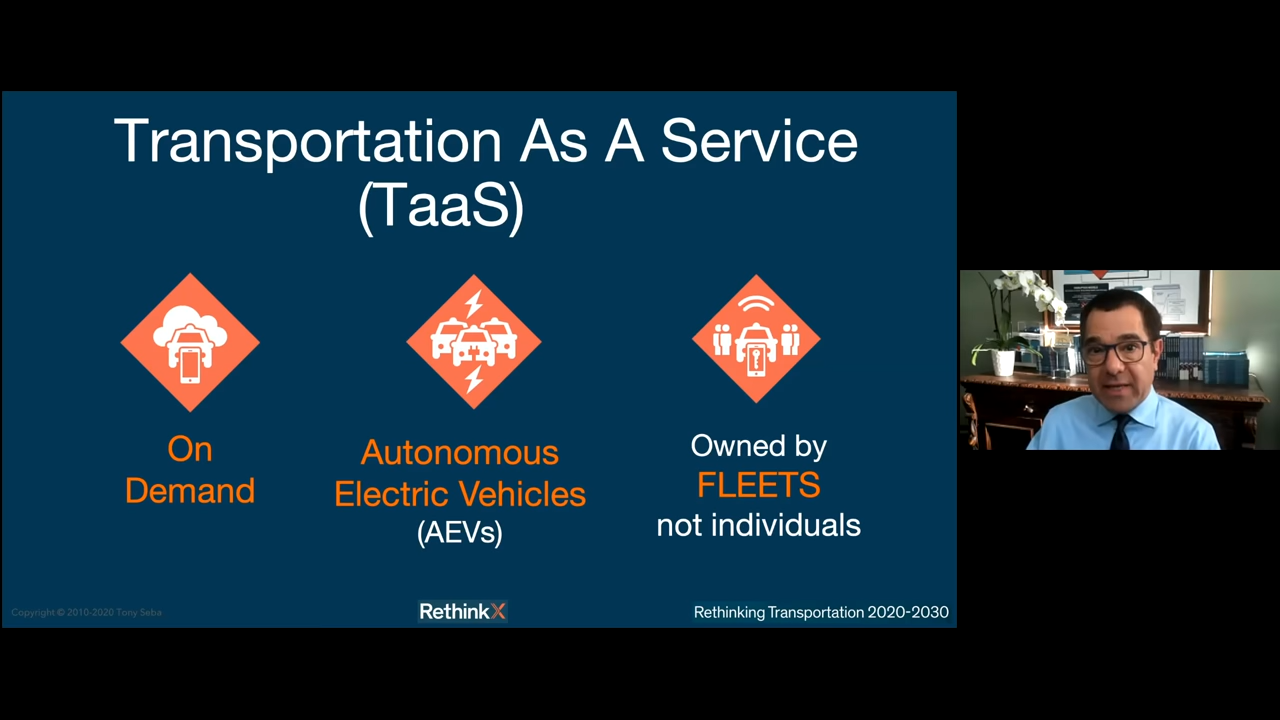 Transportation As A Service
(TaaS)
On
Demand
Autonomous
Electric Vehicles
(AEVs)
Owned by
FLEETS
not individuals
Copyright © 2010-2020 Tony Seba
RethinkX
Rethinking Transportation 2020-2030